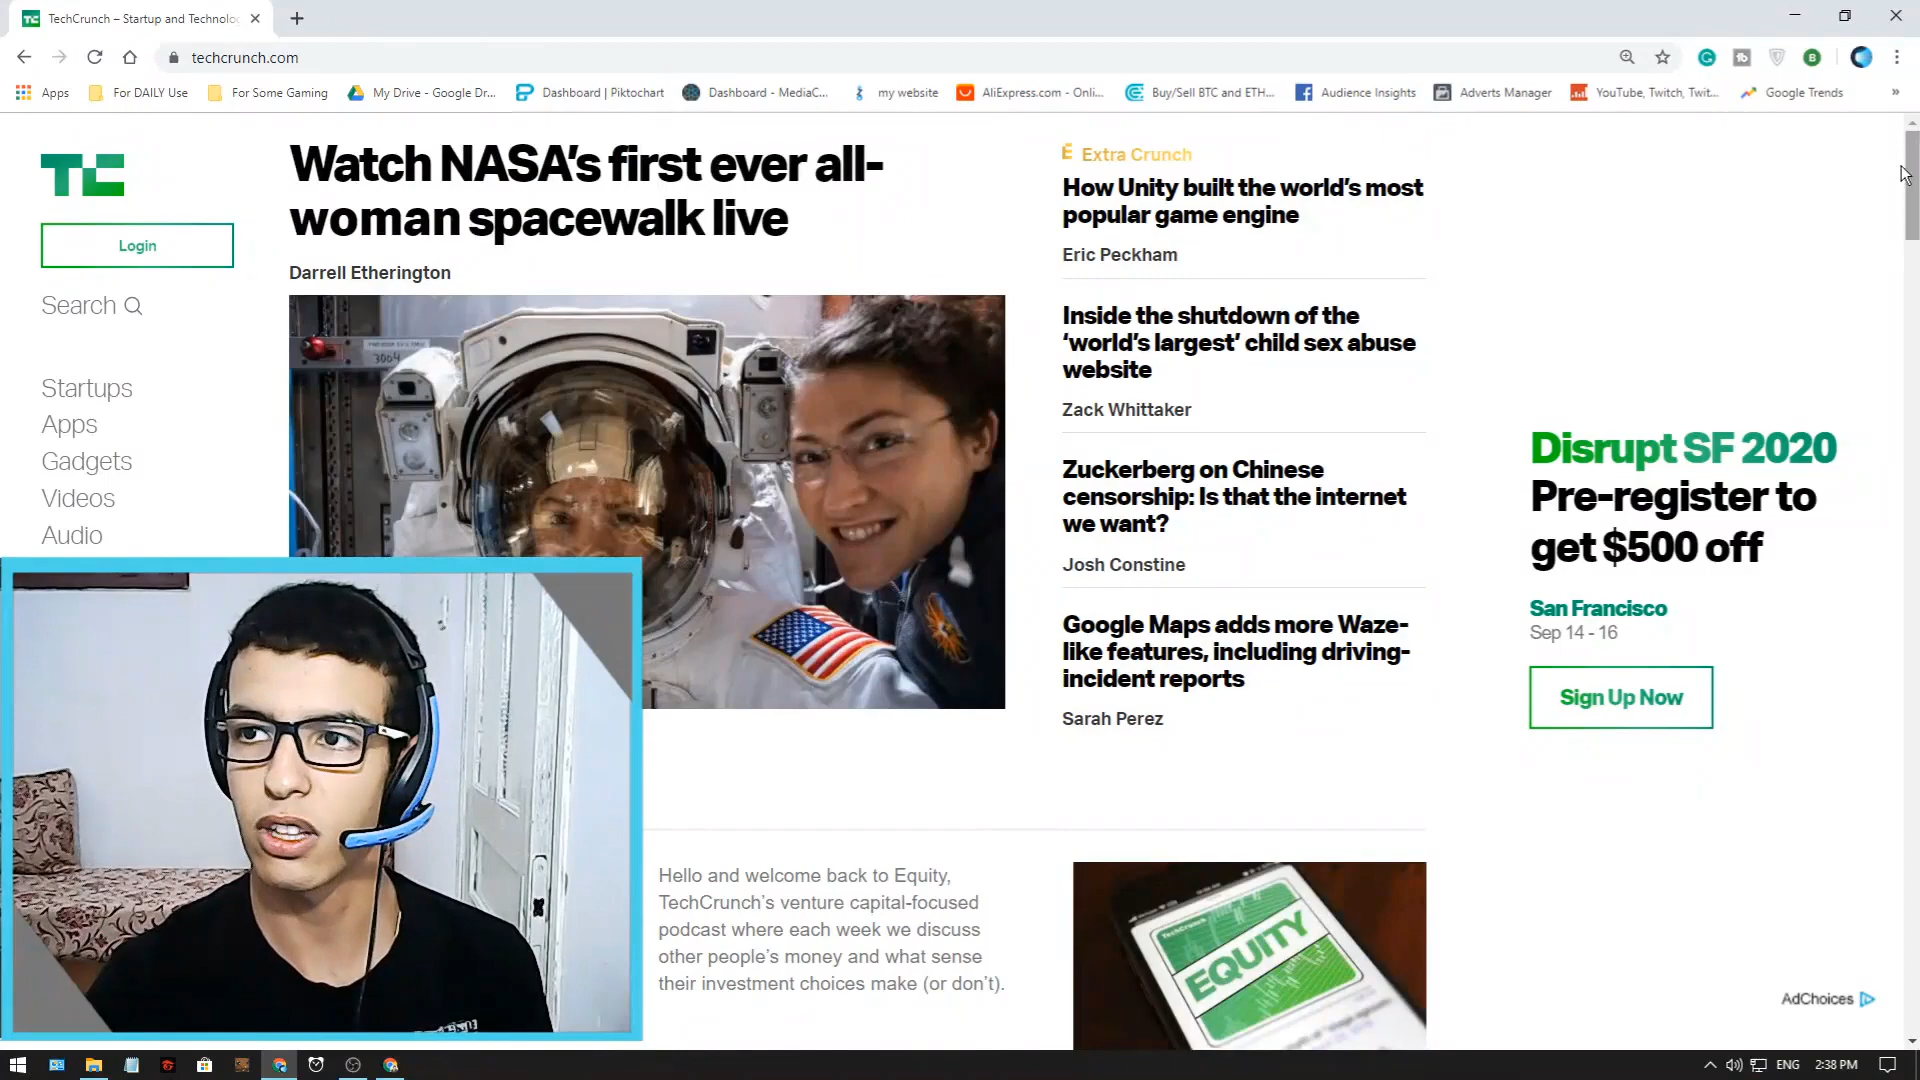 TC
TechCrunch – Startup and Technolo
techcrunch.com
Apps
For DAILY Use
For Some Gaming
My Drive - Google Dr...
Dashboard | Piktochart
Dashboard - MediaC...
my website
AliExpress.com - Onli...
Buy/Sell BTC and ETH...
Audience Insights
Adverts Manager
YouTube, Twitch, Twit...
Google Trends
»
TC
Login
Search
Startups
Apps
Gadgets
Videos
Audio
Watch NASA's first ever all-
woman spacewalk live
Darrell Etherington
3004
Extra Crunch
How Unity built the world's most
popular game engine
Eric Peckham
Inside the shutdown of the
‘world's largest’ child sex abuse
website
Zack Whittaker
Zuckerberg on Chinese
censorship: Is that the internet
we want?
Josh Constine
Google Maps adds more Waze-
like features, including driving-
incident reports
Sarah Perez
Disrupt SF 2020
Pre-register to
get $500 off
San Francisco
Sep 14 - 16
Sign Up Now
Hello and welcome back to Equity,
TechCrunch's venture capital-focused
podcast where each week we discuss
other people's money and what sense
their investment choices make (or don't).
TechCrunch
EQUITY
AdChoices
ENG
2:38 PM